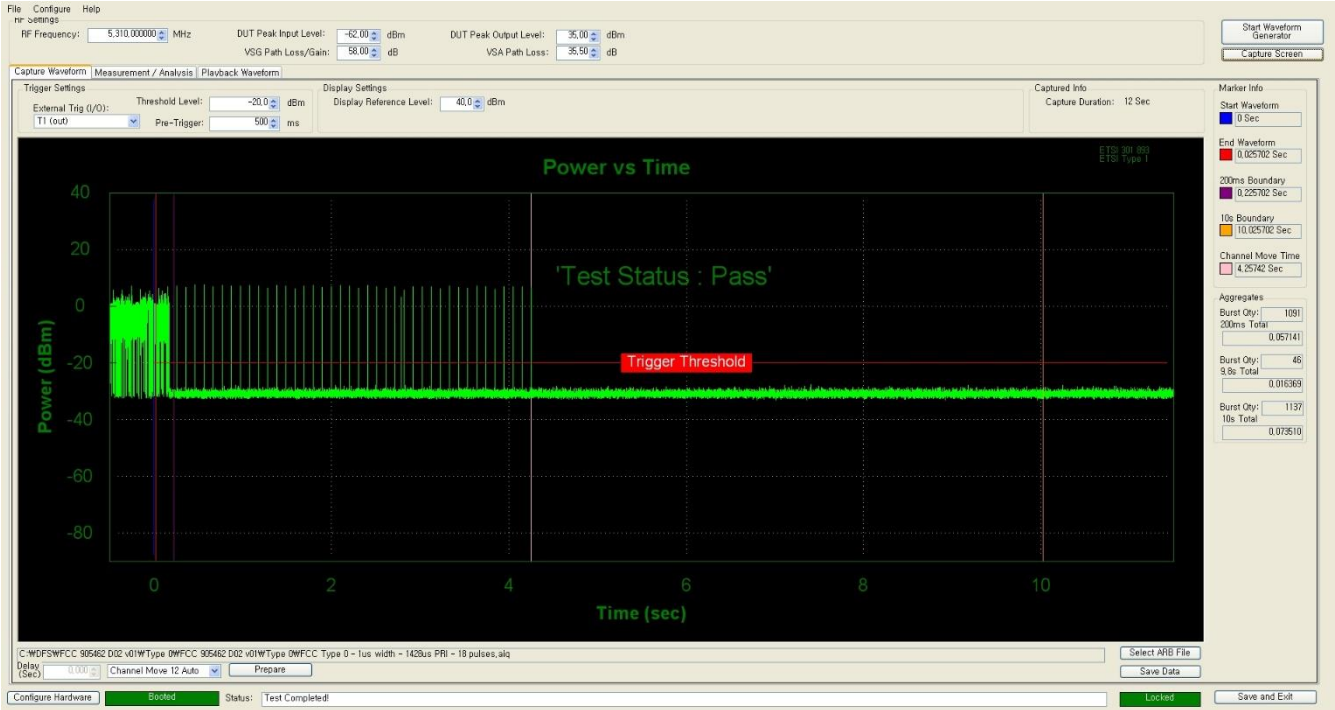 File Configure Help
RF Settings
RF Frequency: 5,310,000000 MHz DUT Peak Input Level: -62,00 dBm DUT Peak Output Level: 35,00 dBm
VSG Path Loss/Gain: 58,00 dB VSA Path Loss: 35,50 dB
Start Waveform Generator
Capture Screen
Capture Waveform Measurement / Analysis Playback Waveform
Trigger Settings
External Trig (I/O): Threshold Level: -20,0 dBm
T1 (out) Pre-Trigger: 500 ms
Display Settings
Display Reference Level: 40,0 dBm
Captured Info
Capture Duration: 12 Sec
Marker Info
Start Waveform
0 Sec
End Waveform
0,025702 Sec
200ms Boundary
0,225702 Sec
10s Boundary
10,025702 Sec
Channel Move Time
4,25742 Sec
Aggregates
Burst Qty: 1091
200ms Total
0,057141
Burst Qty: 46
9,8s Total
0,016369
Burst Qty: 1137
10s Total
0,073510
Power vs Time
ETSI 301 893
ETSI Type 1
40
20
0
-20
-40
-60
-80
Power (dBm)
'Test Status : Pass'
Trigger Threshold
0 2 4 6 8 10
Time (sec)
C:₩DFS₩FCC 905462 D02 v01₩Type 0₩FCC 905462 D02 v01₩Type 0₩FCC Type 0 - 1us width - 1428us PRI - 18 pulses,aiq
Select ARB File
Delay (Sec) 0,000 Channel Move 12 Auto Prepare
Save Data
Configure Hardware Booted Status: Test Completed! Locked Save and Exit